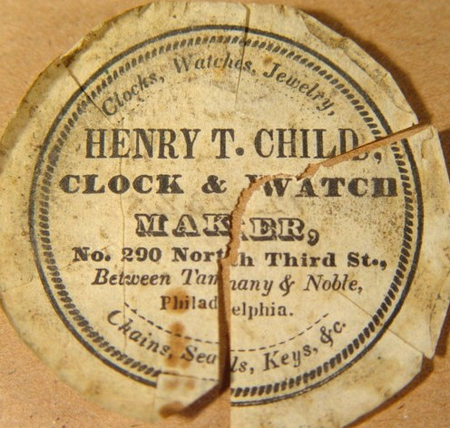 Clocks, Watches, Jewelry,
HENRY T. CHILD,
CLOCK & WATCH
MAKER,
No. 290 North Third St.,
Between Tammany & Noble,
Philadelphia.
Chains, Seals, Keys, &c.